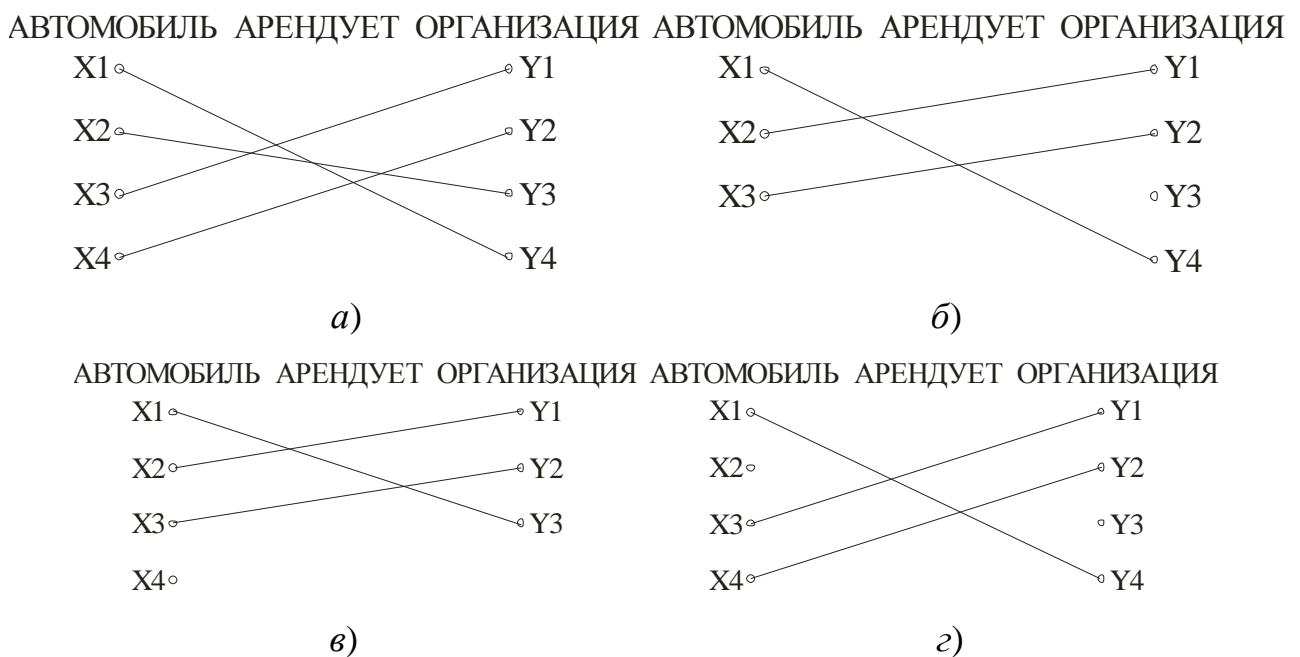 АВТОМОБИЛЬ АРЕНДУЕТ ОРГАНИЗАЦИЯ АВТОМОБИЛЬ АРЕНДУЕТ ОРГАНИЗАЦИЯ
X1 Y1 X1 Y1
X2 Y2 X2 Y2
X3 Y3 X3 Y3
X4 Y4 Y4
а) б)
АВТОМОБИЛЬ АРЕНДУЕТ ОРГАНИЗАЦИЯ АВТОМОБИЛЬ АРЕНДУЕТ ОРГАНИЗАЦИЯ
X1 Y1 X1 Y1
X2 Y2 X2 Y2
X3 Y3 X3 Y3
X4 X4 Y4
в) г)